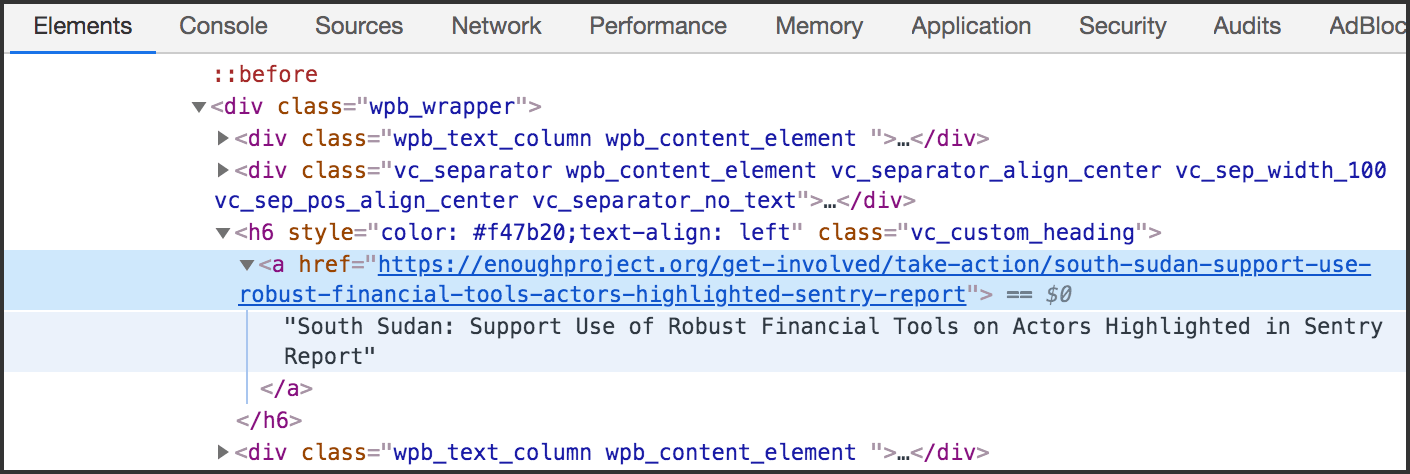 Elements Console Sources Network Performance Memory Application Security Audits AdBloc
::before
▼<div class="wpb_wrapper">
▶<div class="wpb_text_column wpb_content_element ">…</div>
▶<div class="vc_separator wpb_content_element vc_separator_align_center vc_sep_width_100
vc_sep_pos_align_center vc_separator_no_text">…</div>
▼<h6 style="color: #f47b20;text-align: left" class="vc_custom_heading">
▼<a href="https://enoughproject.org/get-involved/take-action/south-sudan-support-use-
robust-financial-tools-actors-highlighted-sentry-report"> == $0
"South Sudan: Support Use of Robust Financial Tools on Actors Highlighted in Sentry
Report"
</a>
</h6>
▶<div class="wpb_text_column wpb_content_element ">…</div>